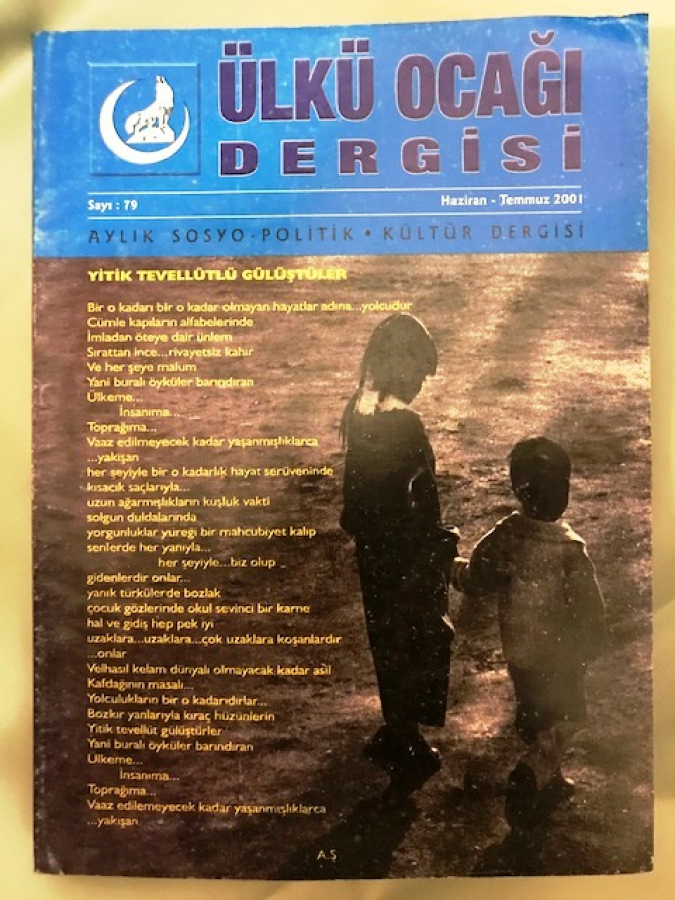 ÜLKÜ OCAĞI
DERGİSİ
Sayı : 79
Haziran - Temmuz 2001
AYLIK SOSYO-POLİTİK • KÜLTÜR DERGİSİ
YİTİK TEVELLÜTLÜ GÜLÜŞTÜLER
Bir o kadarı bir o kadar olmayan hayatlar adına...yolcudur
Cümle kapıların alfabelerinde
İmladan öteye dair ünlem
Sırattan ince...rivayetsiz kahır
Ve her şeye malum
Yani buralı öyküler barındıran
Ülkeme...
İnsanıma...
Toprağıma...
Vaaz edilmeyecek kadar yaşanmışlıklarca
...yakışan
her şeyiyle bir o kadarlık hayat serüveninde
kısacık saçlarıyla...
uzun ağarmışlıkların kuşluk vakti
solgun duldalarında
yorgunluklar yüreği bir mahcubiyet kalıp
senlerde her yanıyla...
her şeyiyle...biz olup
gidenlerdir onlar...
yanık türkülerde bozlak
çocuk gözlerinde okul sevinci bir karne
hal ve gidiş hep pek iyi
uzaklara...uzaklara...çok uzaklara koşanlardır
...onlar
Velhasıl kelam dünyalı olmayacak kadar asil
Kafdağının masalı...
Yolculukların bir o kadarıdırlar...
Bozkır yanlarıyla kıraç hüzünlerin
Yitik tevellüt gülüştürler
Yani buralı öyküler barındıran
Ülkeme...
İnsanıma...
Toprağıma...
Vaaz edilemeyecek kadar yaşanmışlıklarca
...yakışan
A.Ş